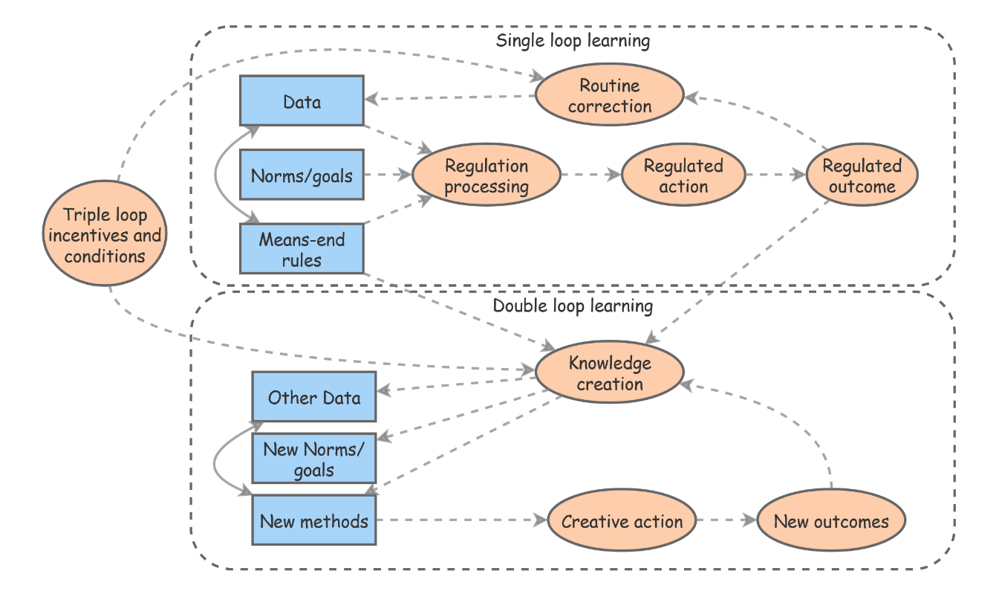 Single loop learning
Routine
correction
Data
Norms/goals
Regulation
processing
Regulated
action
Regulated
outcome
Means-end
rules
Triple loop
incentives and
conditions
Double loop learning
Knowledge
creation
Other Data
New Norms/
goals
New methods
Creative action
New outcomes